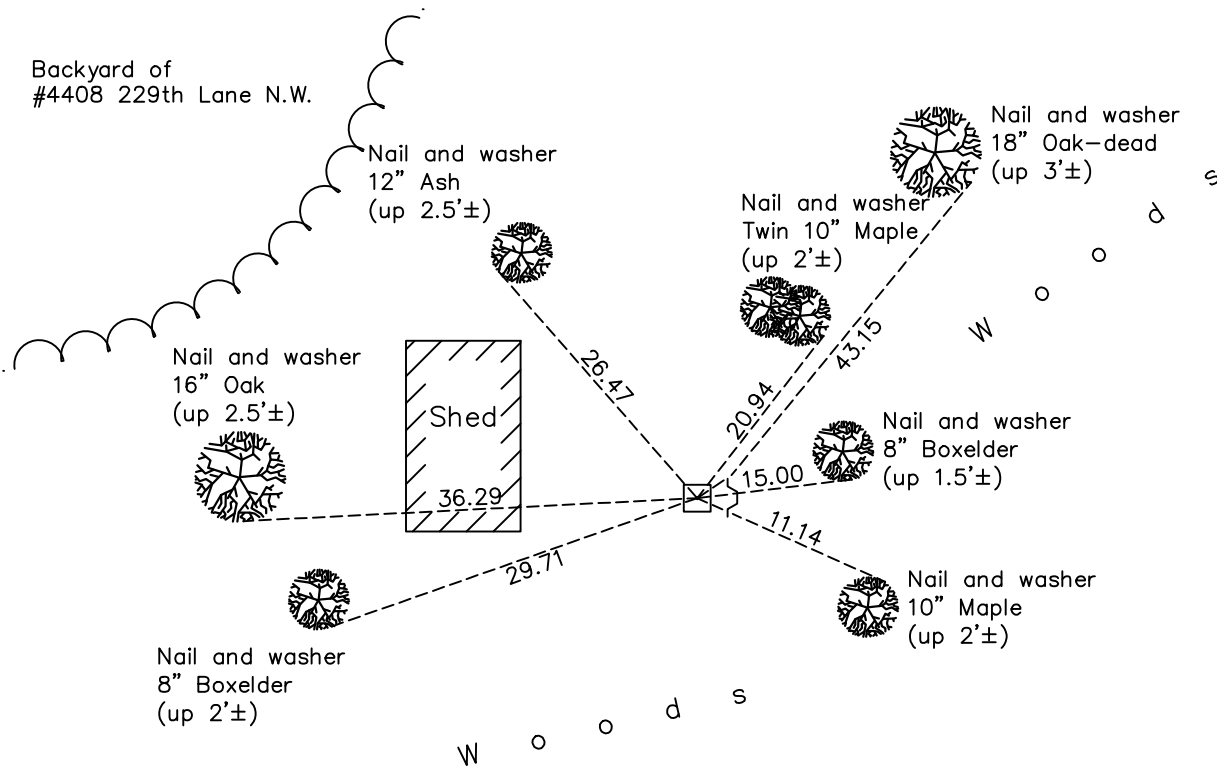 Backyard of
#4408 229th Lane N.W.
Nail and washer
12" Ash
(up 2.5'±)
Nail and washer
18" Oak-dead
(up 3'±)
Nail and washer
Twin 10" Maple
(up 2'±)
Woods
Nail and washer
16" Oak
(up 2.5'±)
Shed
26.47
20.94
43.15
Nail and washer
8" Boxelder
(up 1.5'±)
15.00
36.29
11.14
29.71
Nail and washer
10" Maple
(up 2'±)
Nail and washer
8" Boxelder
(up 2'±)
Woods